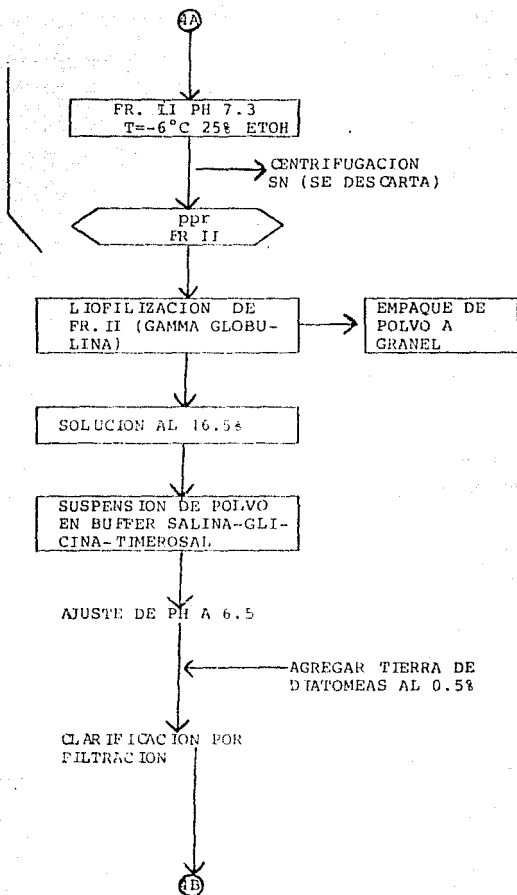 4A
FR. II PH 7.3
T=-6°C 25% ETOH
CENTRIFUGACION
SN (SE DESCARTA)
ppr
FR II
LIOFILIZACION DE
FR. II (GAMMA GLOBU-
LINA)
EMPAQUE DE
POLVO A
GRANEL
SOLUCION AL 16.5%
SUSPENSION DE POLVO
EN BUFFER SALINA-GLI-
CINA-TIMEROSAL
AJUSTE DE PH A 6.5
AGREGAR TIERRA DE
DIATOMEAS AL 0.5%
CLARIFICACION POR
FILTRACION
4B